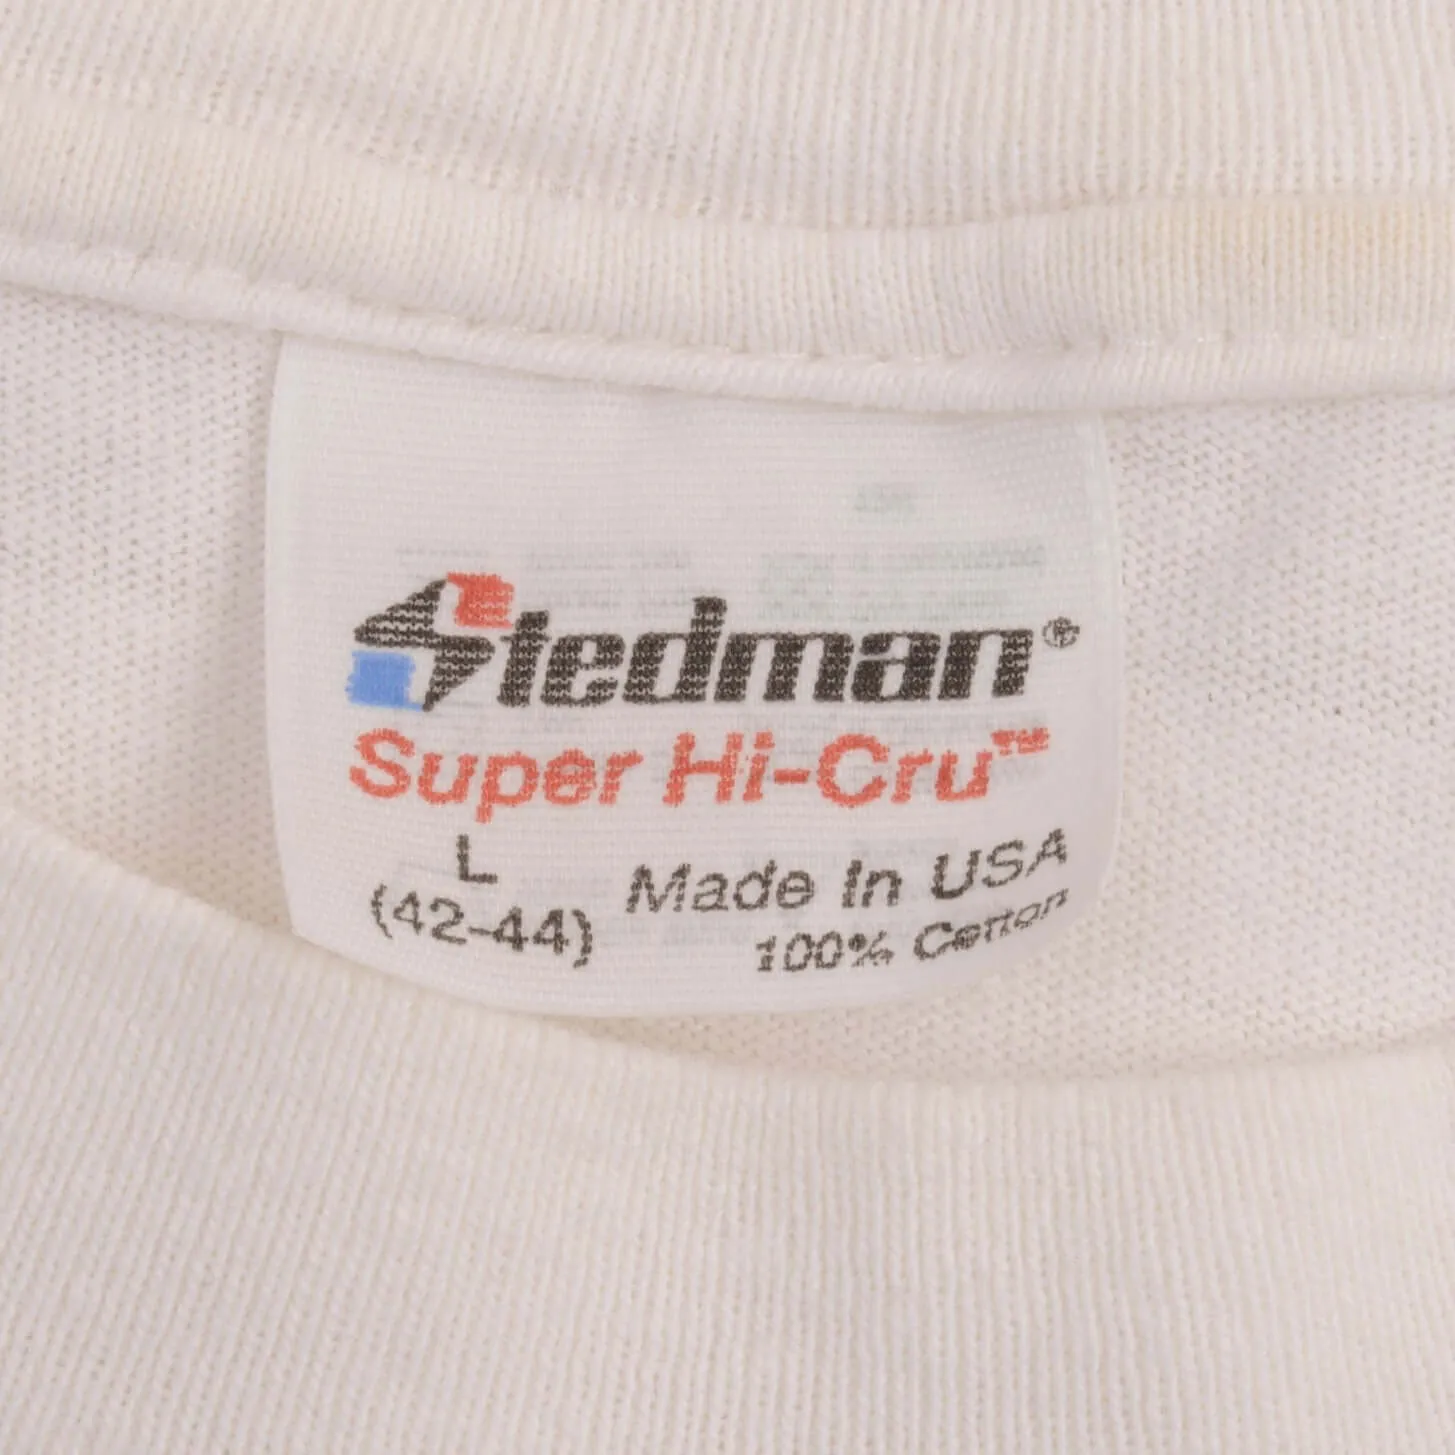 Stedman®
Super Hi-Cru™
L
(42-44)
Made In USA
100% Cotton